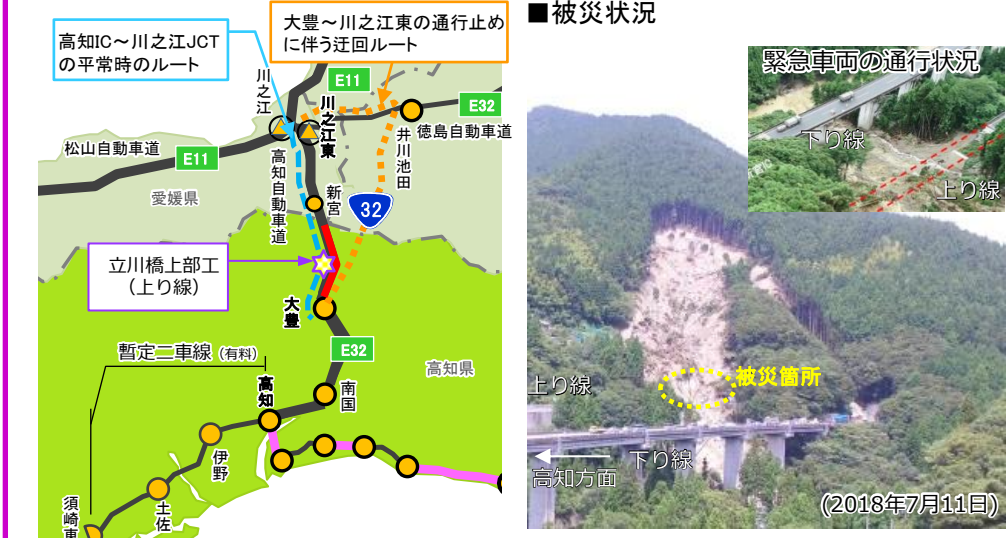 高知IC～川之江JCT
の平常時のルート
大豊～川之江東の通行止め
に伴う迂回ルート
■被災状況
E11
川之江
川之江東
E32
徳島自動車道
井川池田
松山自動車道
E11
高知自動車道
愛媛県
新宮
32
立川橋上部工
（上り線）
大豊
E32
暫定二車線（有料）
高知県
高知
南国
伊野
土佐
須崎東
緊急車両の通行状況
下り線
上り線
被災箇所
上り線
下り線
高知方面
(2018年7月11日)